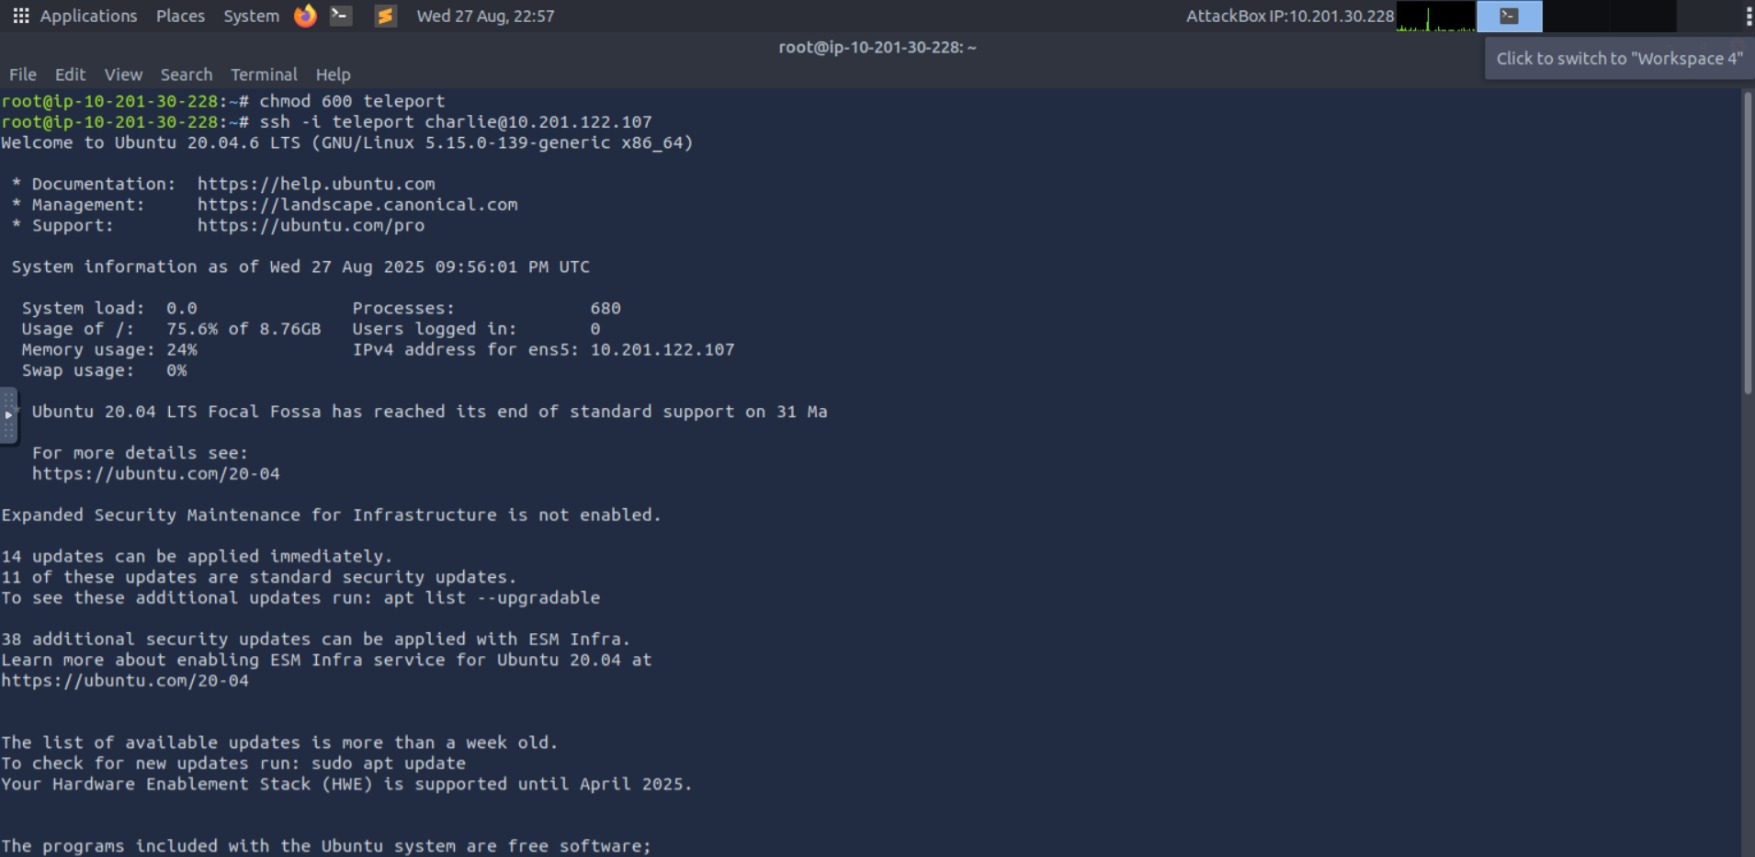 Applications Places System Wed 27 Aug, 22:57 AttackBox IP:10.201.30.228
root@ip-10-201-30-228: ~
Click to switch to "Workspace 4"
File Edit View Search Terminal Help
root@ip-10-201-30-228:~# chmod 600 teleport
root@ip-10-201-30-228:~# ssh -i teleport charlie@10.201.122.107
Welcome to Ubuntu 20.04.6 LTS (GNU/Linux 5.15.0-139-generic x86_64)
* Documentation: https://help.ubuntu.com
* Management: https://landscape.canonical.com
* Support: https://ubuntu.com/pro
System information as of Wed 27 Aug 2025 09:56:01 PM UTC
System load: 0.0 Processes: 680
Usage of /: 75.6% of 8.76GB Users logged in: 0
Memory usage: 24% IPv4 address for ens5: 10.201.122.107
Swap usage: 0%
Ubuntu 20.04 LTS Focal Fossa has reached its end of standard support on 31 Ma
For more details see:
https://ubuntu.com/20-04
Expanded Security Maintenance for Infrastructure is not enabled.
14 updates can be applied immediately.
11 of these updates are standard security updates.
To see these additional updates run: apt list --upgradable
38 additional security updates can be applied with ESM Infra.
Learn more about enabling ESM Infra service for Ubuntu 20.04 at
https://ubuntu.com/20-04
The list of available updates is more than a week old.
To check for new updates run: sudo apt update
Your Hardware Enablement Stack (HWE) is supported until April 2025.
The programs included with the Ubuntu system are free software;